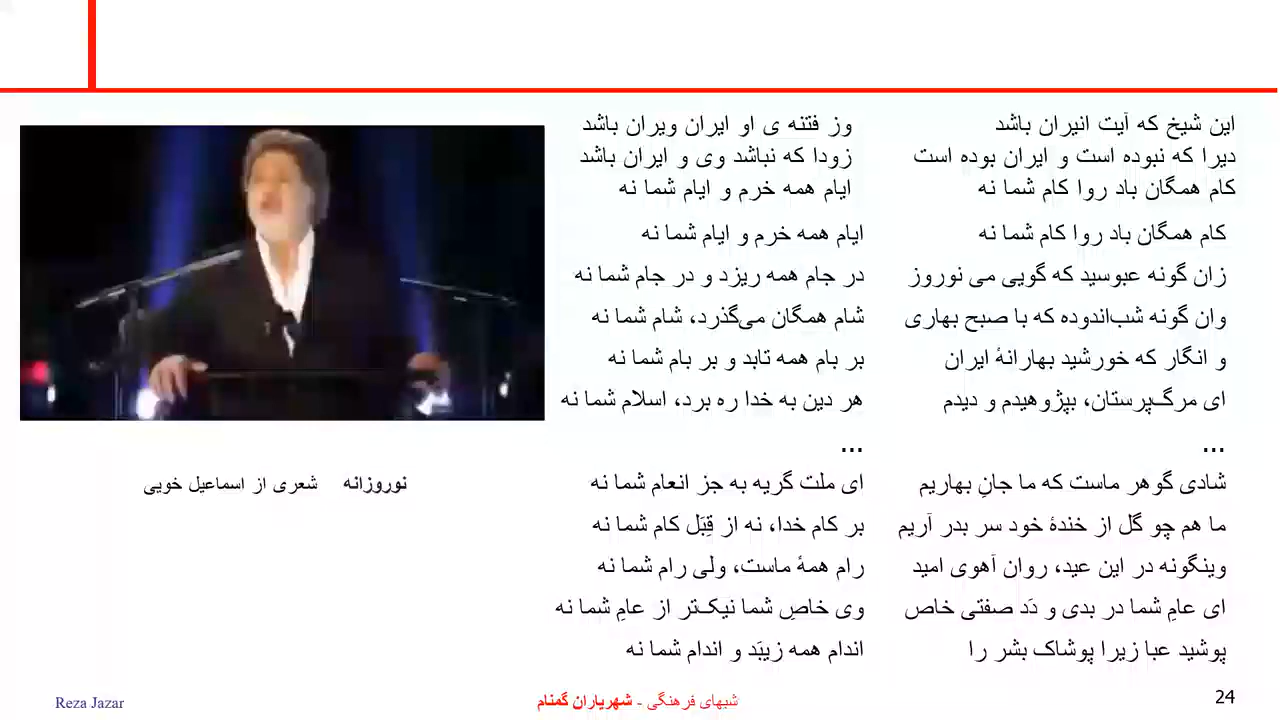 این شیخ که آیت انیران باشد وز فتنه ی او ایران ویران باشد
دیرا که نبوده است و ایران بوده است زودا که نباشد وی و ایران باشد
کام همگان باد روا کام شما نه ایام همه خرم و ایام شما نه
کام همگان باد روا کام شما نه ایام همه خرم و ایام شما نه
زان گونه عبوسید که گویی می نوروز در جام همه ریزد و در جام شما نه
وان گونه شب‌اندوده که با صبح بهاری شام همگان می‌گذرد، شام شما نه
و انگار که خورشید بهارانهٔ ایران بر بام همه تابد و بر بام شما نه
ای مرگ‌پرستان، بپژوهیدم و دیدم هر دین به خدا ره برد، اسلام شما نه
... ...
شادی گوهر ماست که ما جانِ بهاریم ای ملت گریه به جز انعام شما نه
ما هم چو گل از خندهٔ خود سر بدر آریم بر کام خدا، نه از قِبَل کام شما نه
وینگونه در این عید، روان آهوی امید رام همهٔ ماست، ولی رام شما نه
ای عامِ شما در بدی و دَد صفتی خاص وی خاصِ شما نیک‌تر از عامِ شما نه
پوشید عبا زیرا پوشاک بشر را اندام همه زیبَد و اندام شما نه
نوروزانه شعری از اسماعیل خویی
Reza Jazar
شبهای فرهنگی - شهریاران گمنام
24